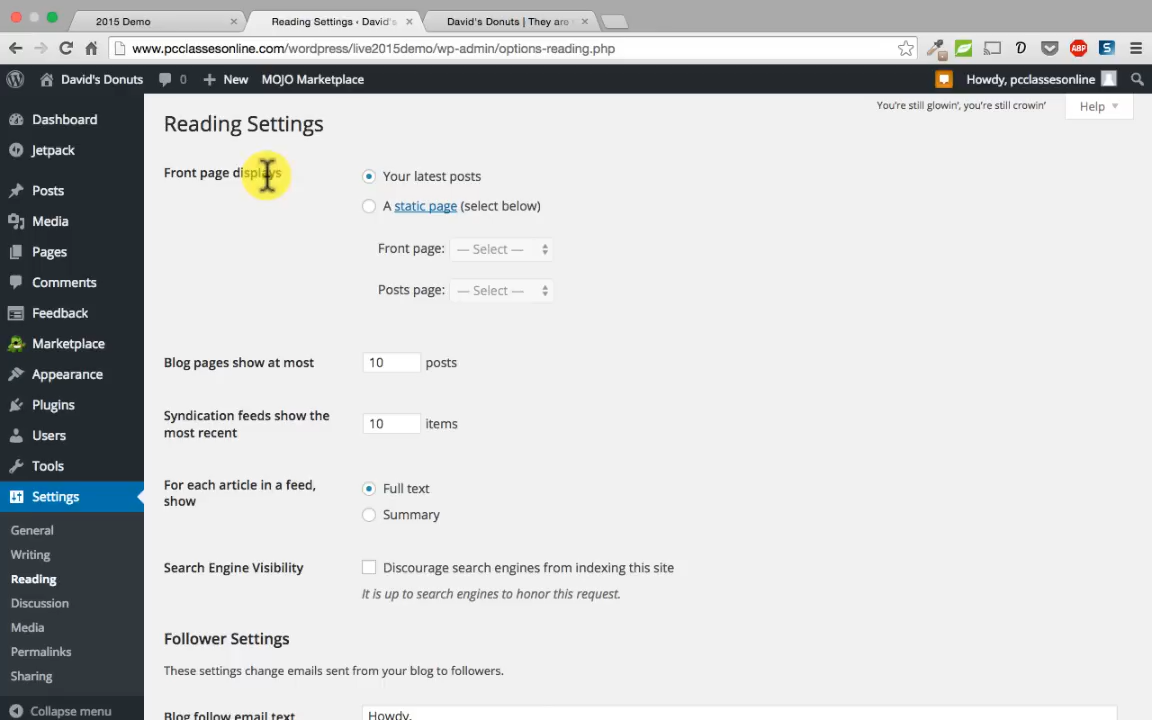 2015 Demo
Reading Settings ‹ David's
David's Donuts | They are
www.pcclassesonline.com/wordpress/live2015demo/wp-admin/options-reading.php
David's Donuts 0 New MOJO Marketplace
Howdy, pcclassesonline
You're still glowin', you're still crowin'
Help
Dashboard
Jetpack
Posts
Media
Pages
Comments
Feedback
Marketplace
Appearance
Plugins
Users
Tools
Settings
General
Writing
Reading
Discussion
Media
Permalinks
Sharing
Collapse menu
Reading Settings
Front page displays
Your latest posts
A static page (select below)
Front page: — Select —
Posts page: — Select —
Blog pages show at most
10 posts
Syndication feeds show the
most recent
10 items
For each article in a feed,
show
Full text
Summary
Search Engine Visibility
Discourage search engines from indexing this site
It is up to search engines to honor this request.
Follower Settings
These settings change emails sent from your blog to followers.
Blog follow email text
Howdy.